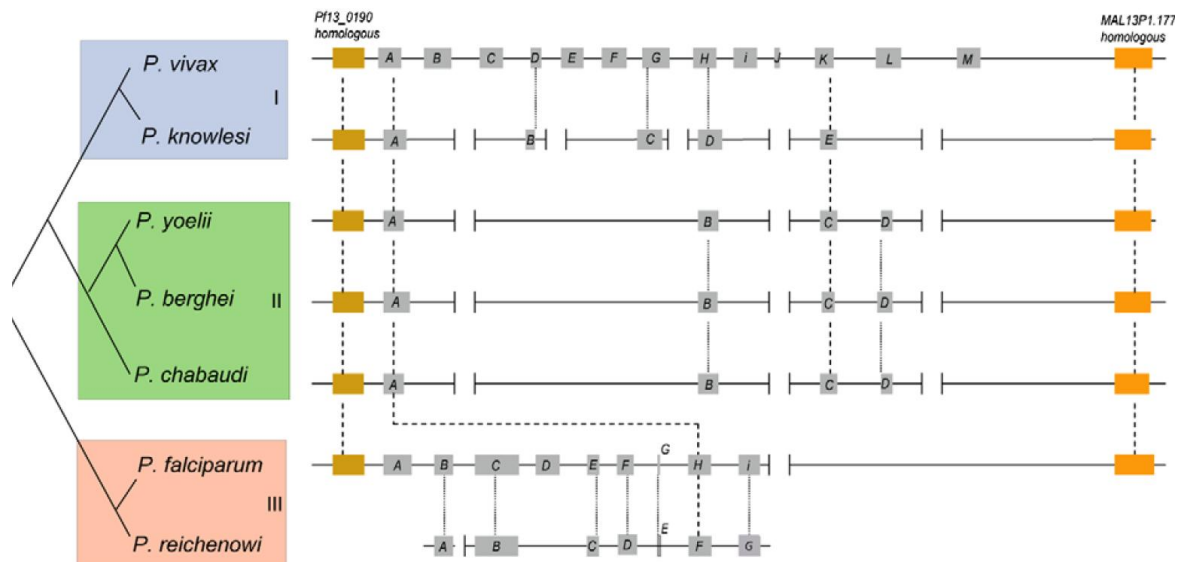 Pf13_0190
homologous
MAL13P1.177
homologous
P. vivax
A B C D E F G H i J K L M
I
P. knowlesi
A B C D E
P. yoelii
A B C D
P. berghei
II
A B C D
P. chabaudi
A B C D
G
P. falciparum
A B C D E F H i
III
E
P. reichenowi
A B C D F G